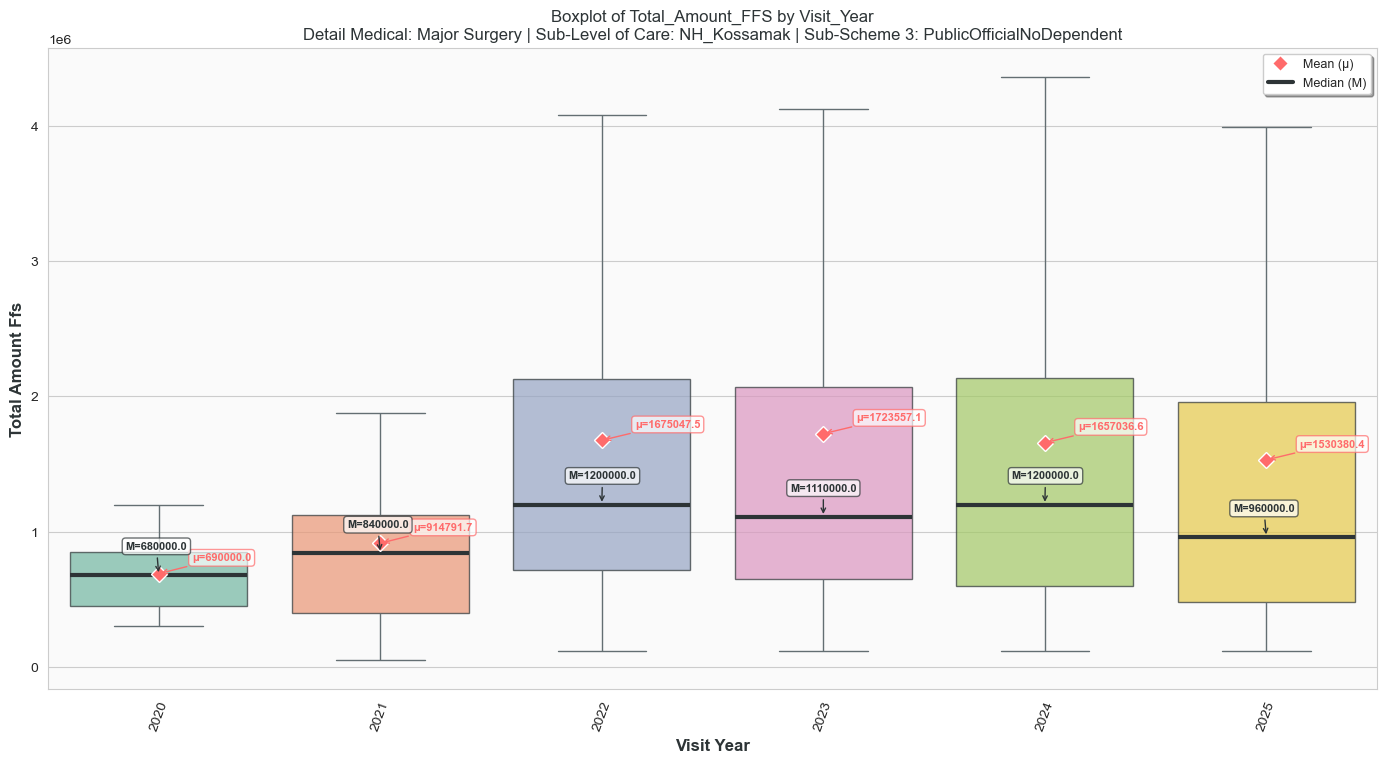 Boxplot of Total_Amount_FFS by Visit_Year
Detail Medical: Major Surgery | Sub-Level of Care: NH_Kossamak | Sub-Scheme 3: PublicOfficialNoDependent
1e6
Mean (μ)
Median (M)
4
3
2
1
0
Total Amount Ffs
M=680000.0
μ=690000.0
M=840000.0
μ=914791.7
μ=1675047.5
M=1200000.0
μ=1723557.1
M=1110000.0
μ=1657036.6
M=1200000.0
μ=1530380.4
M=960000.0
2020
2021
2022
2023
2024
2025
Visit Year